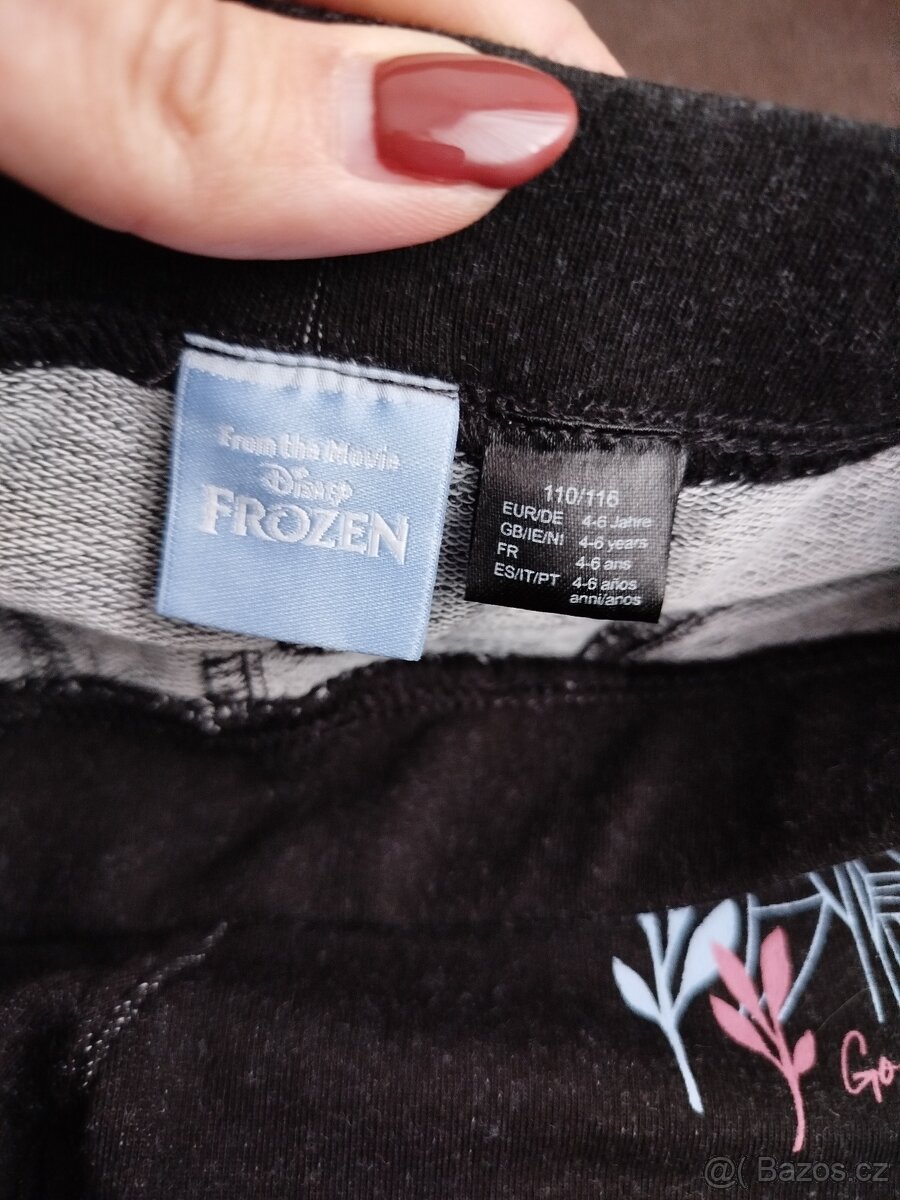 From the Movie
Disney
FROZEN
110/116
EUR/DE 4-6 Jahre
GB/IE/NI 4-6 years
FR 4-6 ans
ES/IT/PT 4-6 años
anni/anos
Go
@( Bazos.cz